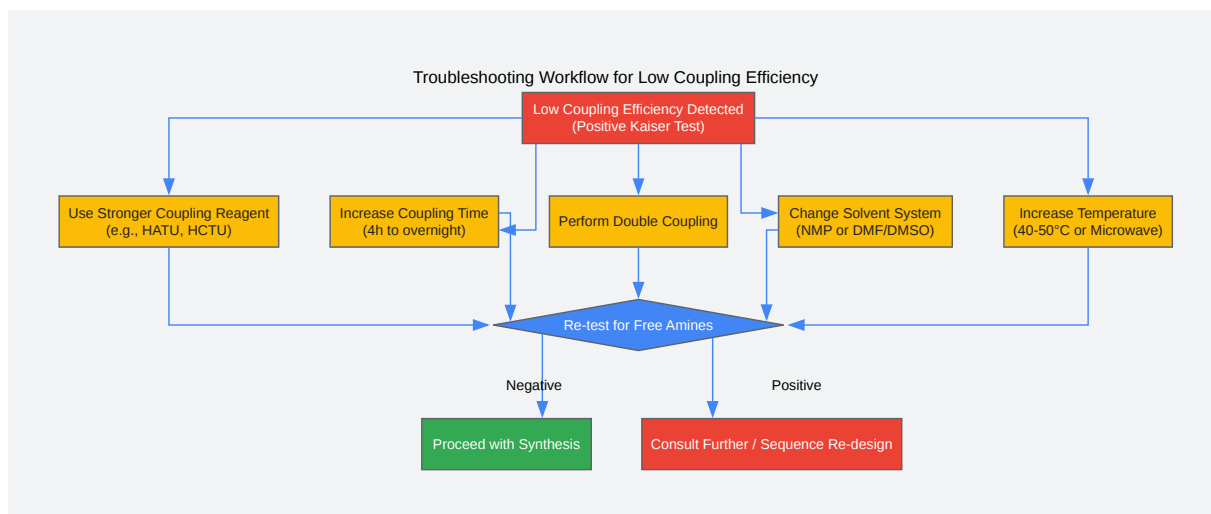 Troubleshooting Workflow for Low Coupling Efficiency
Low Coupling Efficiency Detected
(Positive Kaiser Test)
Use Stronger Coupling Reagent
(e.g., HATU, HCTU)
Increase Coupling Time
(4h to overnight)
Perform Double Coupling
Change Solvent System
(NMP or DMF/DMSO)
Increase Temperature
(40-50°C or Microwave)
Re-test for Free Amines
Negative
Positive
Proceed with Synthesis
Consult Further / Sequence Re-design